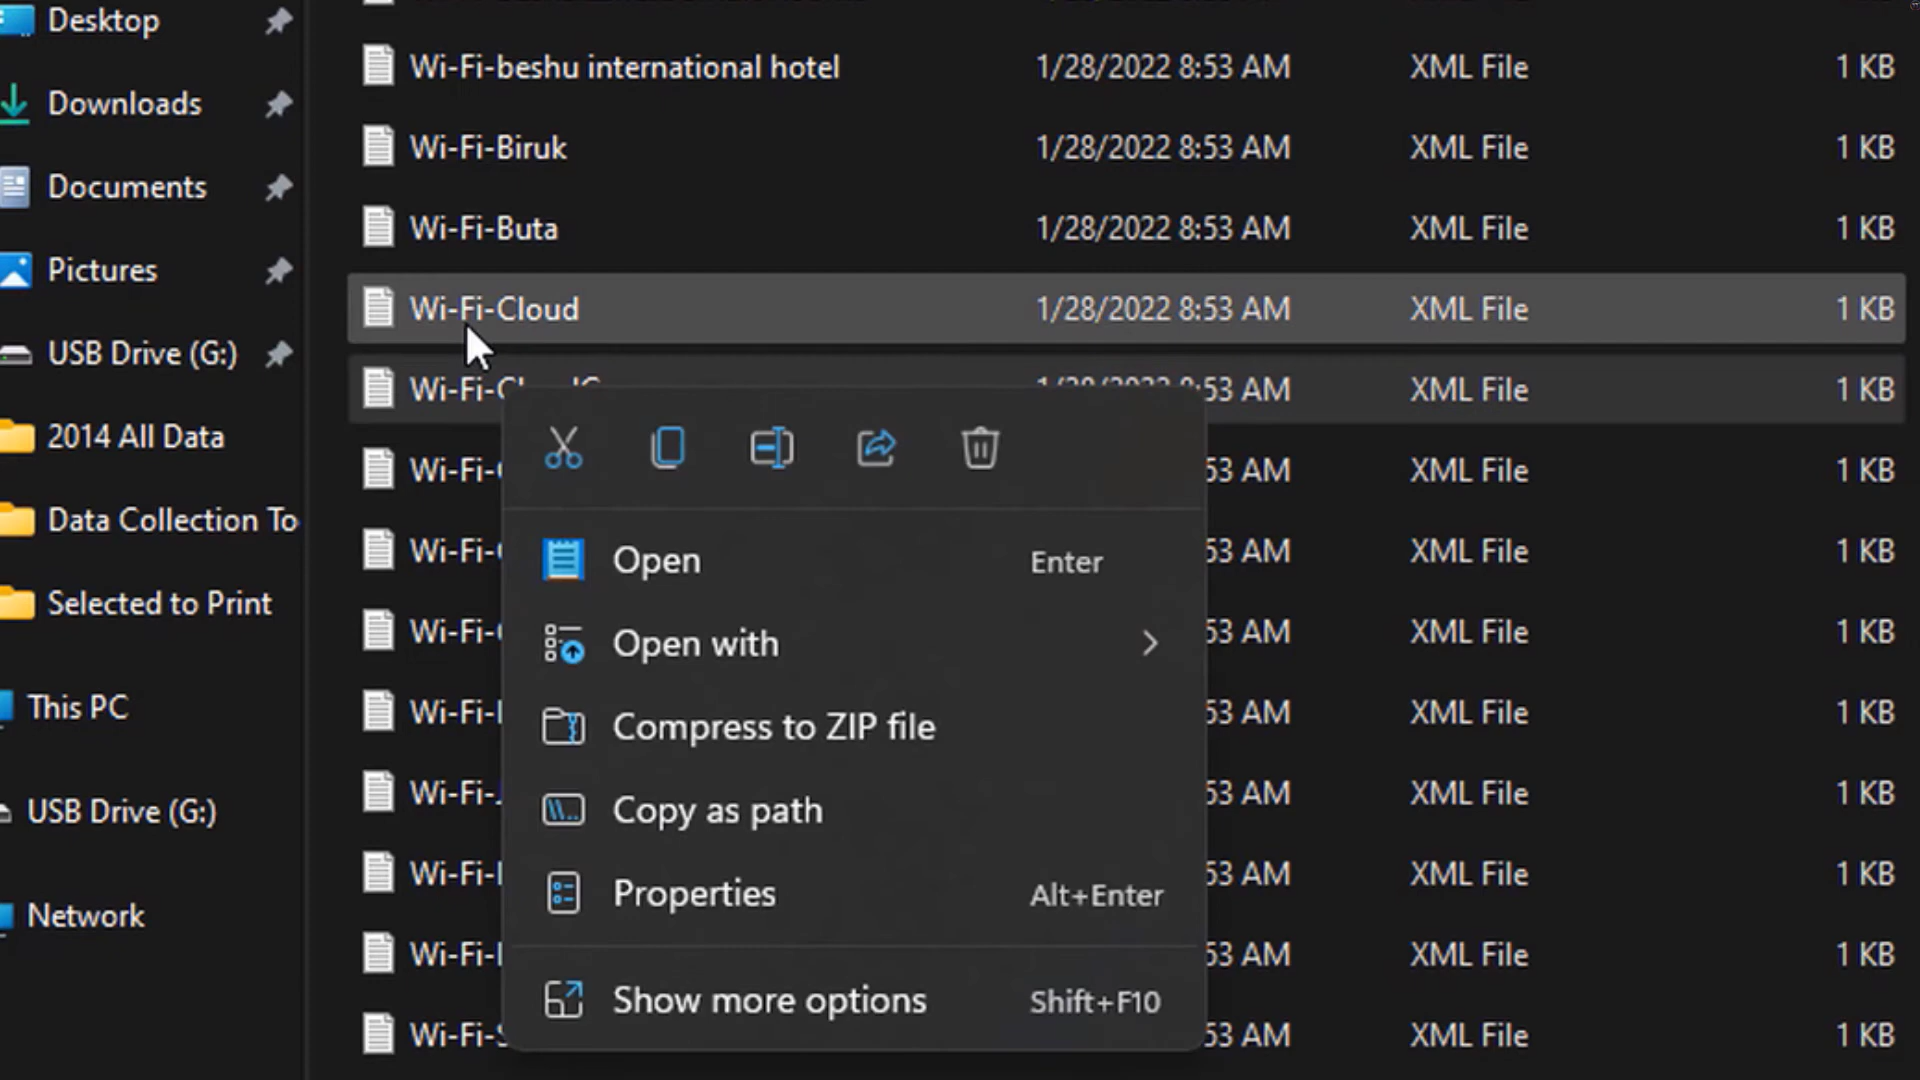 Desktop
Downloads
Documents
Pictures
USB Drive (G:)
2014 All Data
Data Collection To
Selected to Print
This PC
USB Drive (G:)
Network
Wi-Fi-beshu international hotel 1/28/2022 8:53 AM XML File 1 KB
Wi-Fi-Biruk 1/28/2022 8:53 AM XML File 1 KB
Wi-Fi-Buta 1/28/2022 8:53 AM XML File 1 KB
Wi-Fi-Cloud 1/28/2022 8:53 AM XML File 1 KB
53 AM XML File 1 KB
Wi-Fi- 53 AM XML File 1 KB
Wi-Fi- 53 AM XML File 1 KB
Wi-Fi- 53 AM XML File 1 KB
Wi-Fi- 53 AM XML File 1 KB
Wi-Fi- 53 AM XML File 1 KB
Wi-Fi- 53 AM XML File 1 KB
Wi-Fi- 53 AM XML File 1 KB
Wi-Fi- 53 AM XML File 1 KB
Open Enter
Open with
Compress to ZIP file
Copy as path
Properties Alt+Enter
Show more options Shift+F10